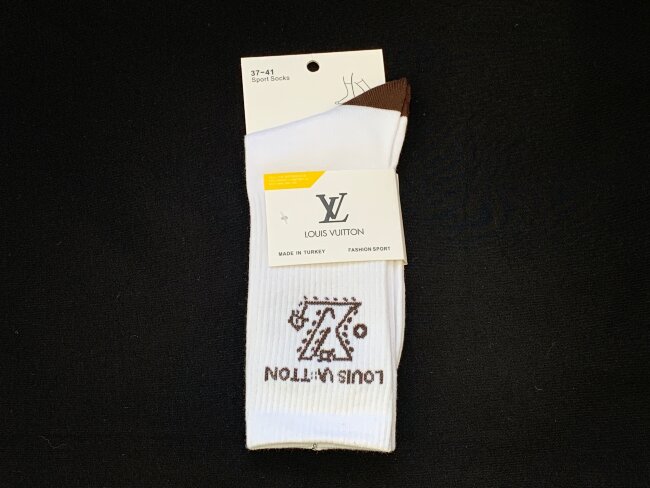 37-41
Sport Socks
LV
LOUIS VUITTON
MADE IN TURKEY
FASHION SPORT
LOUIS VUITTON